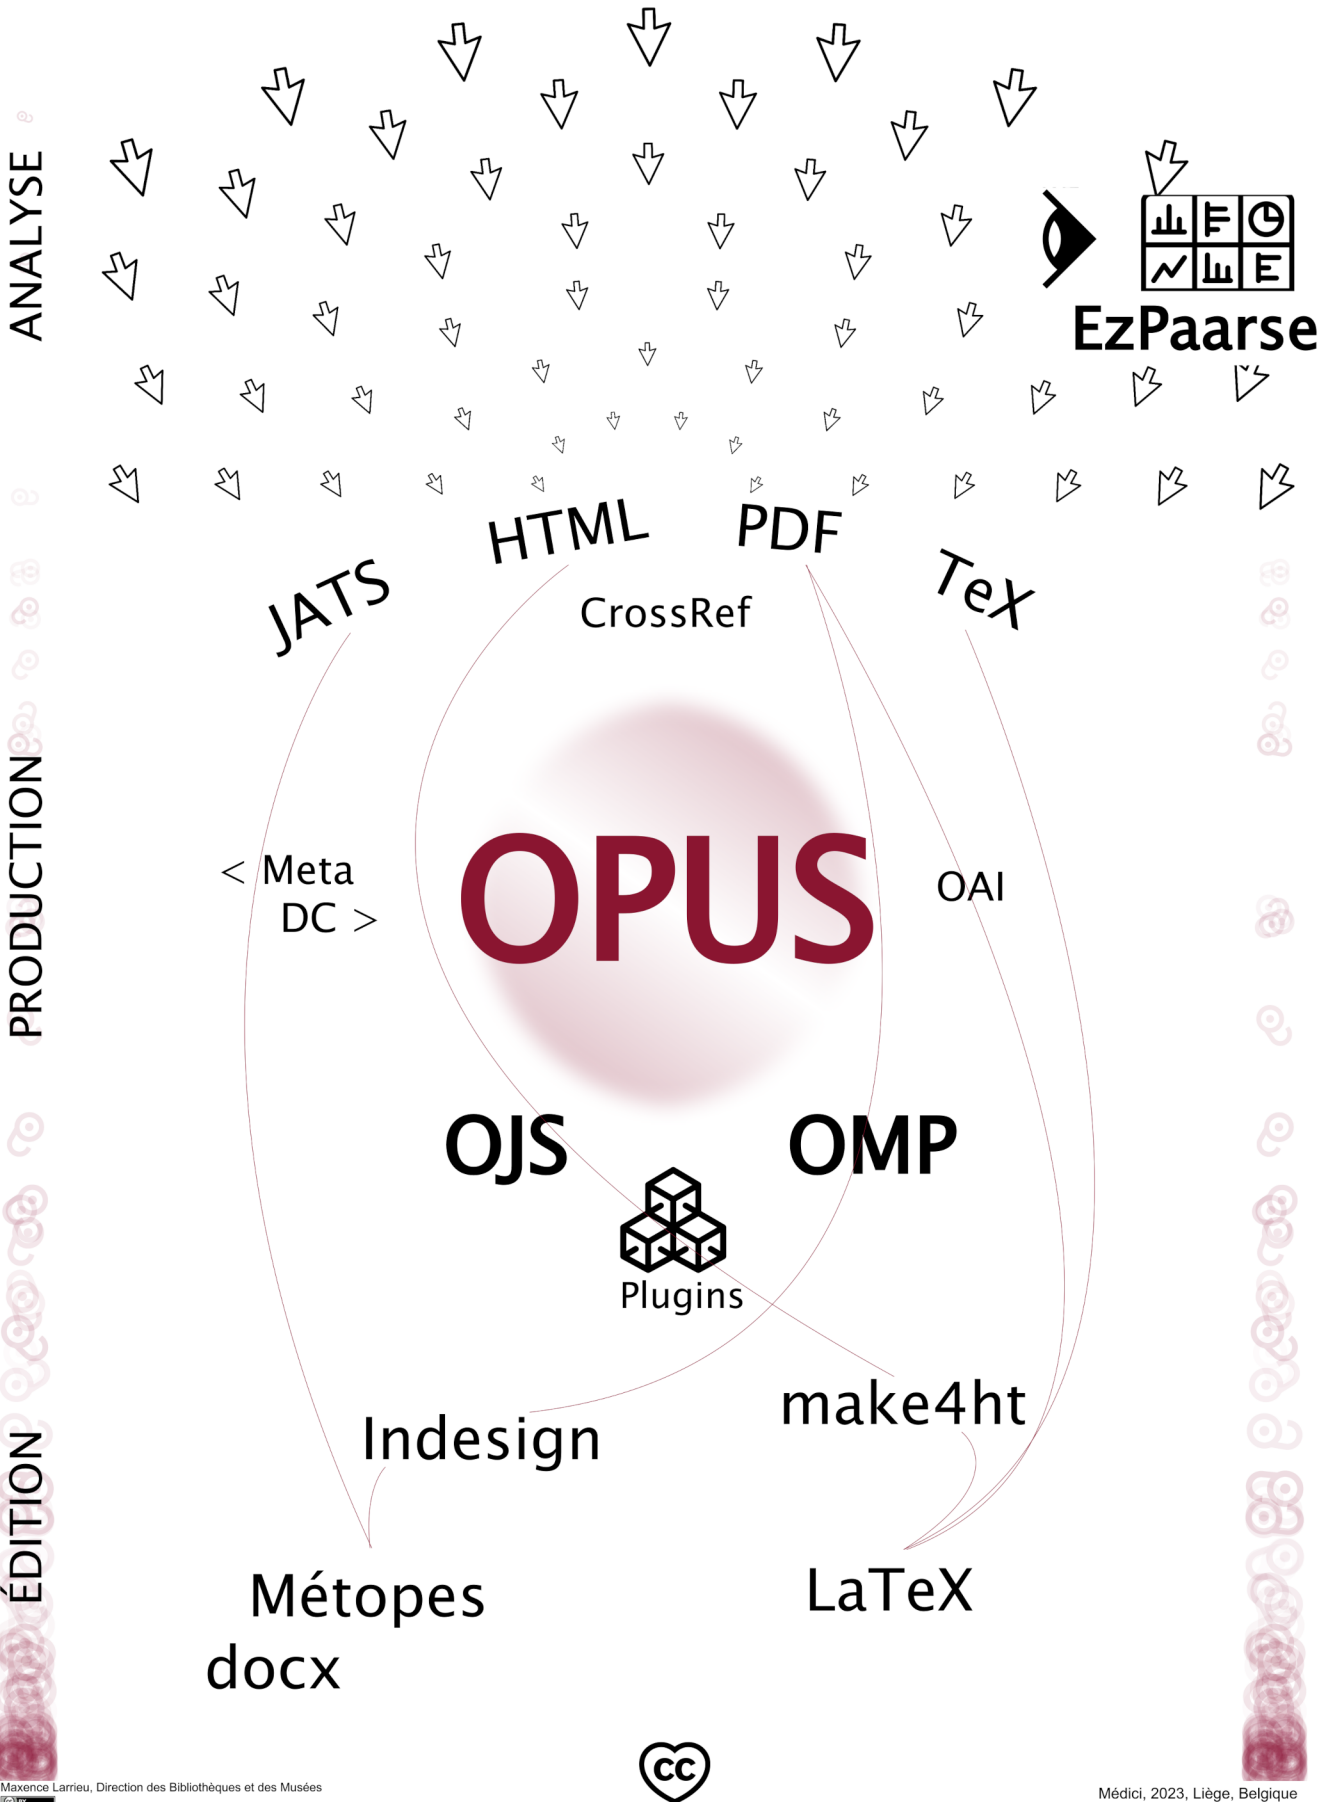 ANALYSE
EzPaarse
HTML
PDF
JATS
TeX
CrossRef
PRODUCTION
OPUS
< Meta
DC >
OAI
OJS
OMP
Plugins
ÉDITION
make4ht
Indesign
Métopes
LaTeX
docx
cc
Maxence Larrieu, Direction des Bibliothèques et des Musées
Médici, 2023, Liège, Belgique